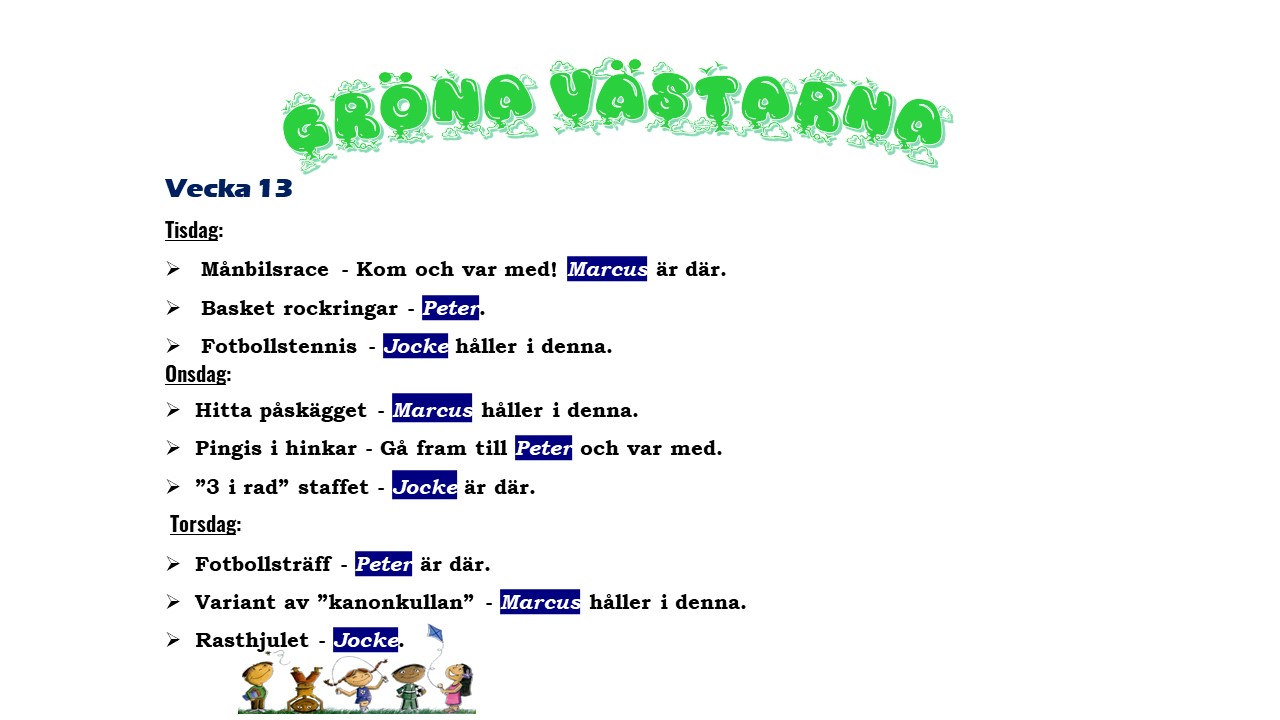 GRÖNA VÄSTARNA
Vecka 13
Tisdag:
➢ Månbilsrace - Kom och var med! Marcus är där.
➢ Basket rockringar - Peter.
➢ Fotbollstennis - Jocke håller i denna.
Onsdag:
➢ Hitta påskägget - Marcus håller i denna.
➢ Pingis i hinkar - Gå fram till Peter och var med.
➢ ”3 i rad” staffet - Jocke är där.
Torsdag:
➢ Fotbollsträff - Peter är där.
➢ Variant av ”kanonkullan” - Marcus håller i denna.
➢ Rasthjulet - Jocke.